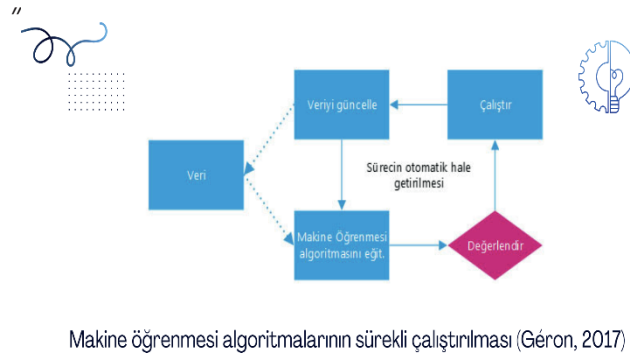 ”
Veriyi güncelle
Çalıştır
Veri
Sürecin otomatik hale
getirilmesi
Makine Öğrenmesi
algoritmasını eğit.
Değerlendir
Makine öğrenmesi algoritmalarının sürekli çalıştırılması (Géron, 2017)